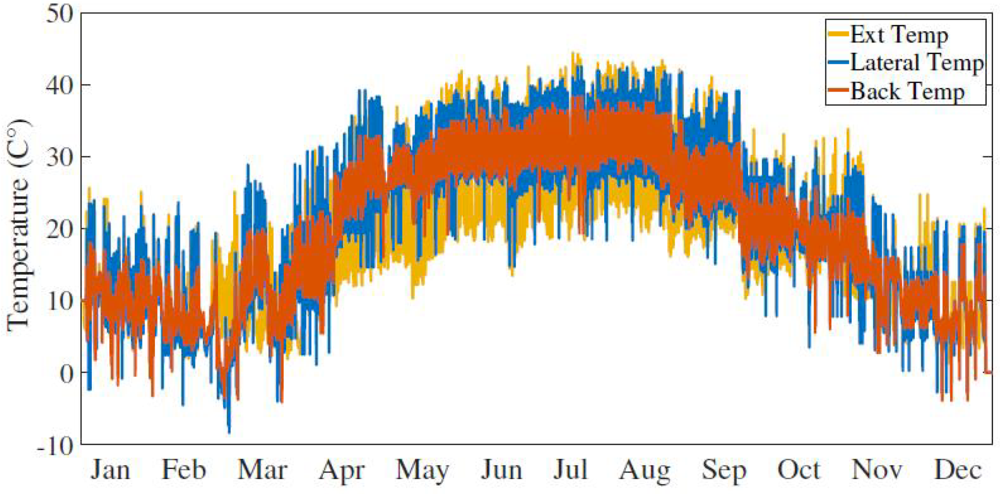 50
40
30
20
10
0
-10
Temperature (C°)
Ext Temp
Lateral Temp
Back Temp
Jan Feb Mar Apr May Jun Jul Aug Sep Oct Nov Dec